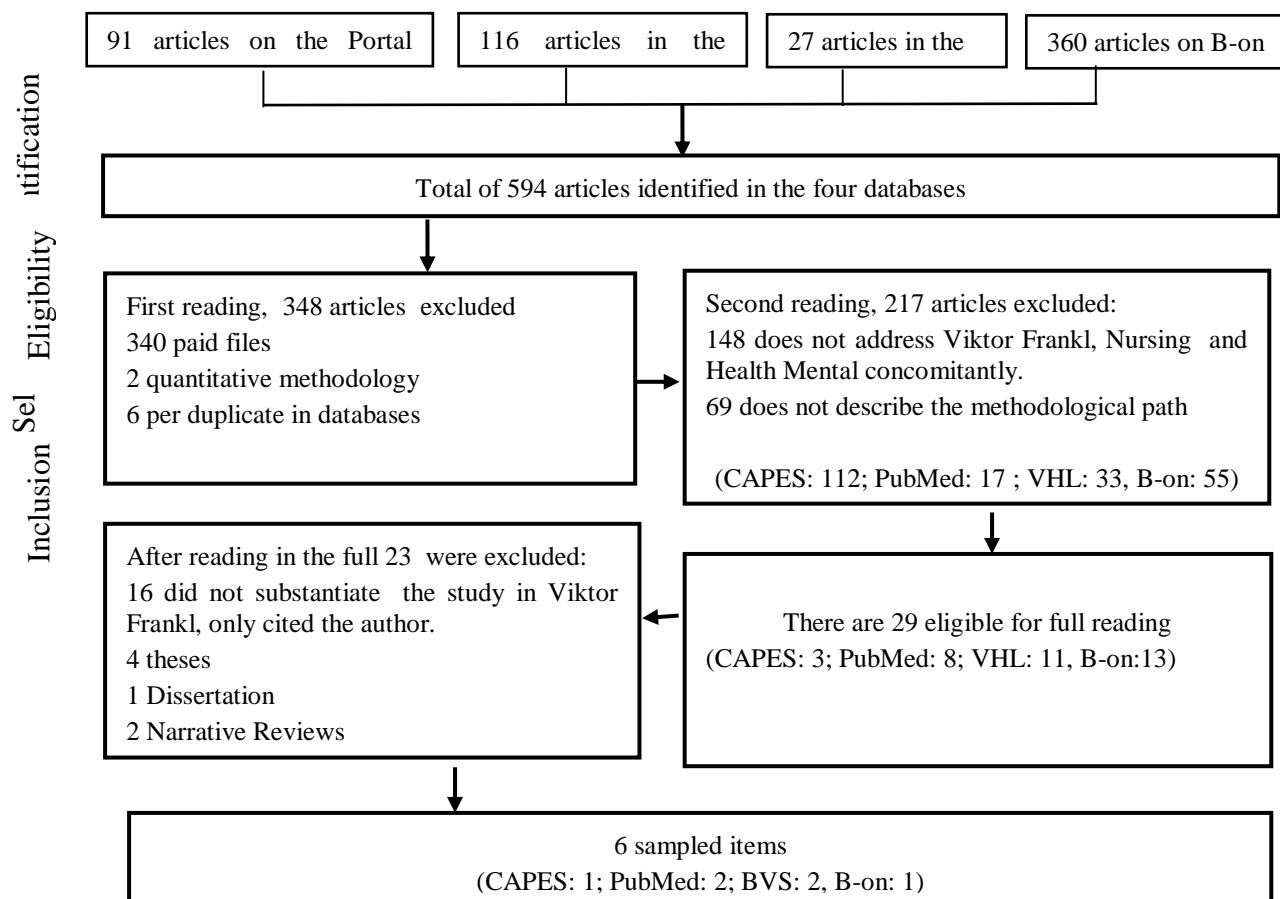 91 articles on the Portal
116 articles in the
27 articles in the
360 articles on B-on
Total of 594 articles identified in the four databases
First reading, 348 articles excluded
340 paid files
2 quantitative methodology
6 per duplicate in databases
Second reading, 217 articles excluded:
148 does not address Viktor Frankl, Nursing and
Health Mental concomitantly.
69 does not describe the methodological path
(CAPES: 112; PubMed: 17 ; VHL: 33, B-on: 55)
After reading in the full 23 were excluded:
16 did not substantiate the study in Viktor
Frankl, only cited the author.
4 theses
1 Dissertation
2 Narrative Reviews
There are 29 eligible for full reading
(CAPES: 3; PubMed: 8; VHL: 11, B-on:13)
6 sampled items
(CAPES: 1; PubMed: 2; BVS: 2, B-on: 1)
tification
Eligibility
Sel
Inclusion